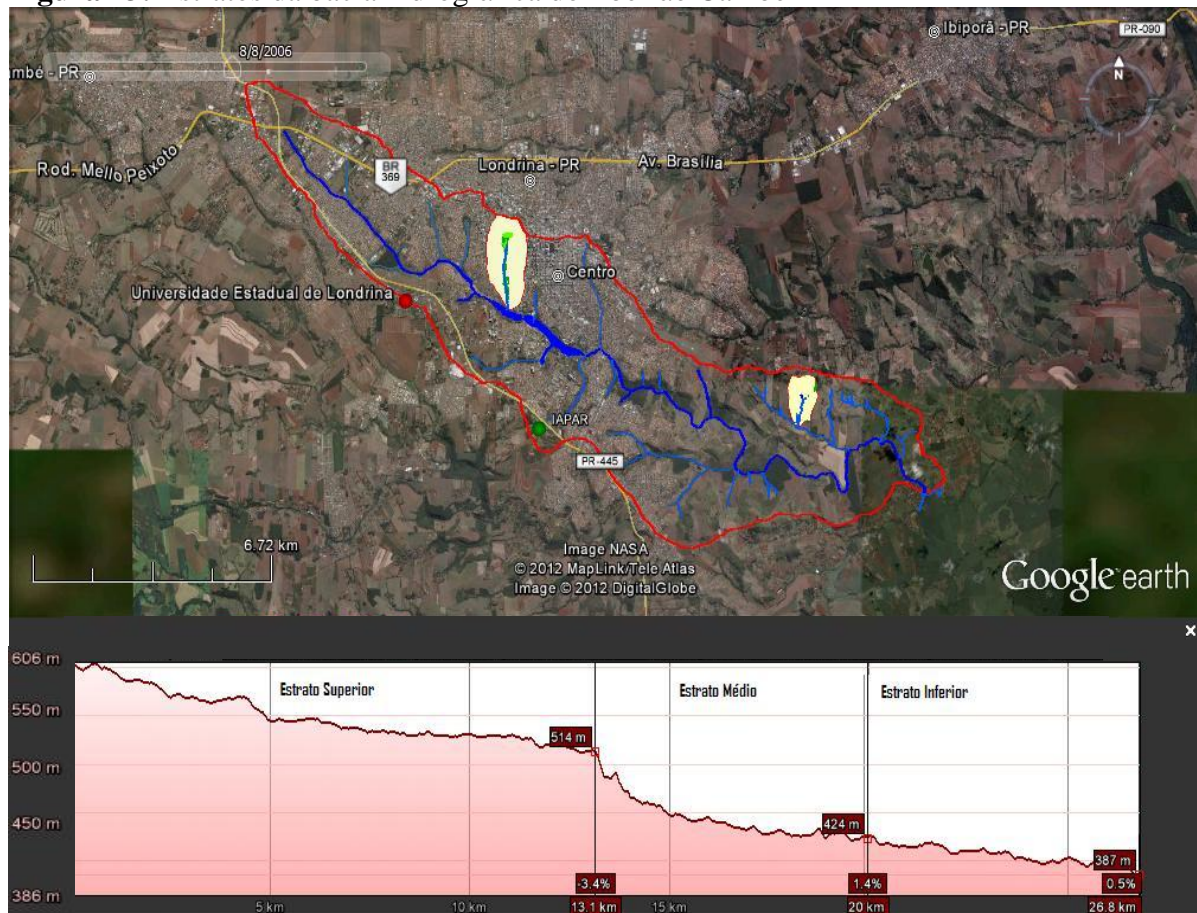 8/8/2006
Ibiporã - PR
PR-090
mbé - PR
N
Rod. Mello Peixoto
BR
369
Londrina - PR
Av. Brasília
Centro
Universidade Estadual de Londrina
IAPAR
PR-445
6.72 km
Image NASA
© 2012 MapLink/Tele Atlas
Image © 2012 DigitalGlobe
Google earth
x
606 m
550 m
500 m
450 m
386 m
Estrato Superior
Estrato Médio
Estrato Inferior
514 m
424 m
387 m
-3.4%
1.4%
0.5%
5 km
10 km
13.1 km
15 km
20 km
26.8 km